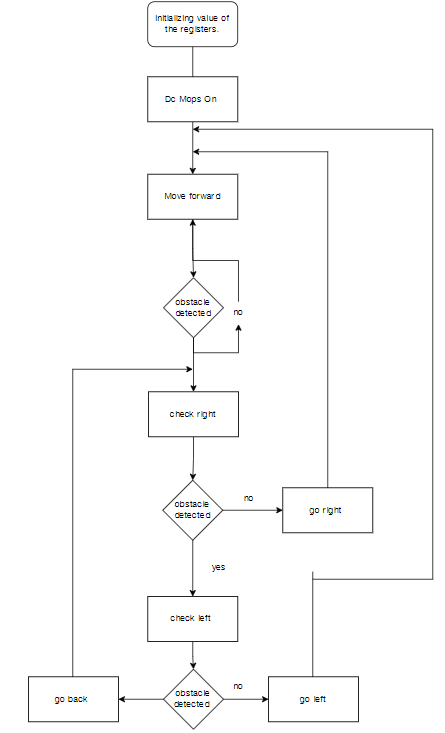 Initializing value of
the registers.
Dc Mops On
Move forward
obstacle
detected
no
check right
obstacle
detected
no
go right
yes
check left
obstacle
detected
no
go back
go left